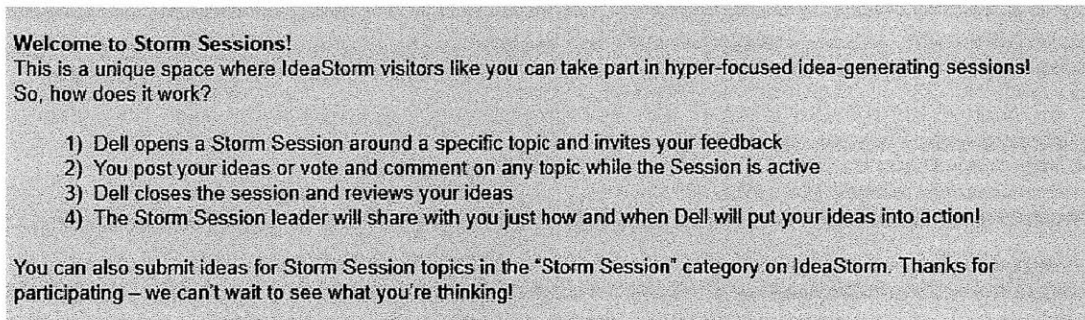 Welcome to Storm Sessions!
This is a unique space where IdeaStorm visitors like you can take part in hyper-focused idea-generating sessions!
So, how does it work?
1) Dell opens a Storm Session around a specific topic and invites your feedback
2) You post your ideas or vote and comment on any topic while the Session is active
3) Dell closes the session and reviews your ideas
4) The Storm Session leader will share with you just how and when Dell will put your ideas into action!
You can also submit ideas for Storm Session topics in the "Storm Session" category on IdeaStorm. Thanks for
participating – we can't wait to see what you're thinking!